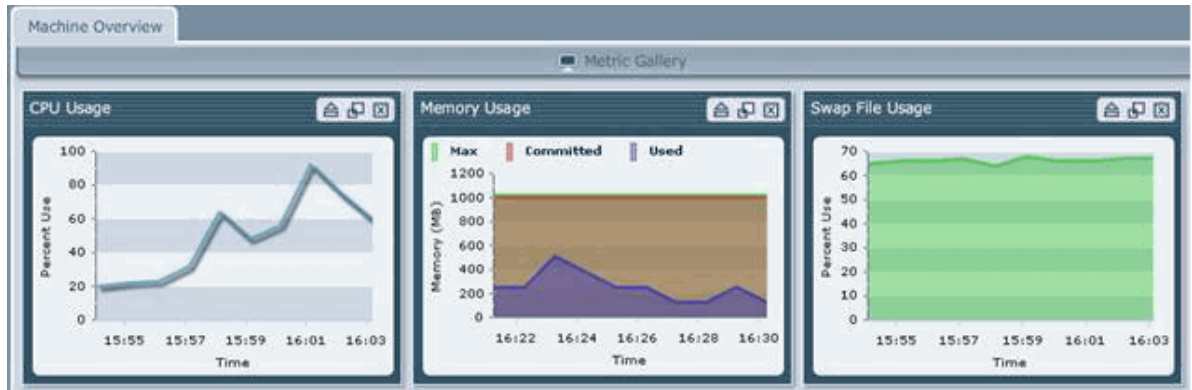 Machine Overview
Metric Gallery
CPU Usage
100
80
60
40
20
0
Percent Use
15:55 15:57 15:59 16:01 16:03
Time
Memory Usage
Max Committed Used
1200
1000
800
600
400
200
0
Memory (MB)
16:22 16:24 16:26 16:28 16:30
Time
Swap File Usage
70
60
50
40
30
20
10
0
Percent Use
15:55 15:57 15:59 16:01 16:03
Time